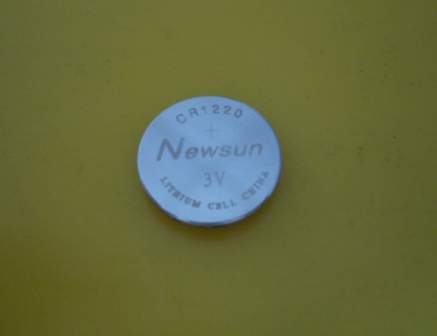 CR1220
+
Newsun
3V
LITHIUM CELL CHINA